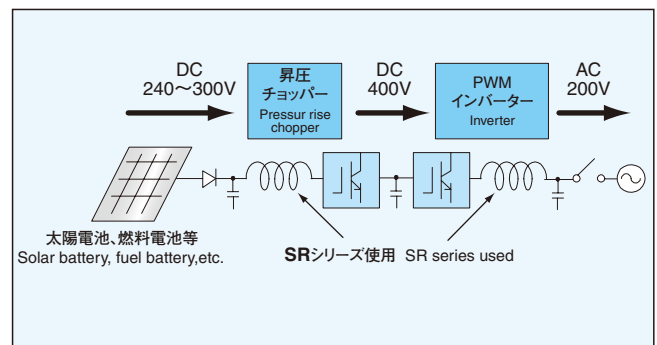 DC
240～300V
昇圧
チョッパー
Pressur rise
chopper
DC
400V
PWM
インバーター
Inverter
AC
200V
太陽電池、燃料電池等
Solar battery, fuel battery,etc.
SRシリーズ使用 SR series used